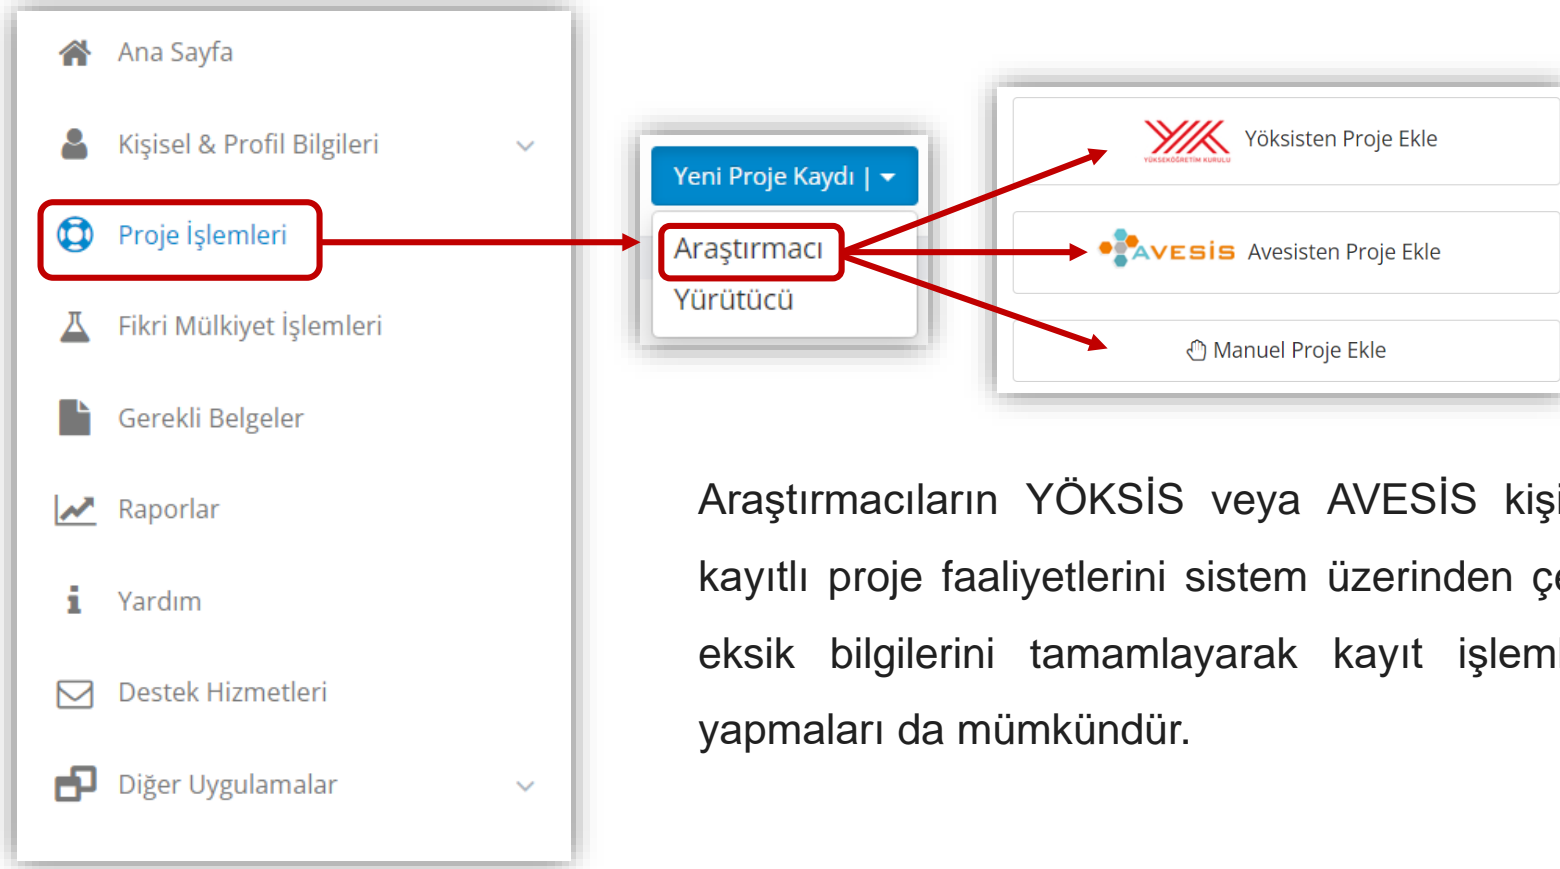 Ana Sayfa
Kişisel & Profil Bilgileri
Proje İşlemleri
Fikri Mülkiyet İşlemleri
Gerekli Belgeler
Raporlar
Yardım
Destek Hizmetleri
Diğer Uygulamalar
Yeni Proje Kaydı |
Araştırmacı
Yürütücü
YÜKSEKÖĞRETİM KURULU
Yöksisten Proje Ekle
AVESİS Avesisten Proje Ekle
Manuel Proje Ekle
Araştırmacıların YÖKSİS veya AVESİS
kayıtlı proje faaliyetlerini sistem üzerinden
eksik bilgilerini tamamlayarak kayıt
yapmaları da mümkündür.